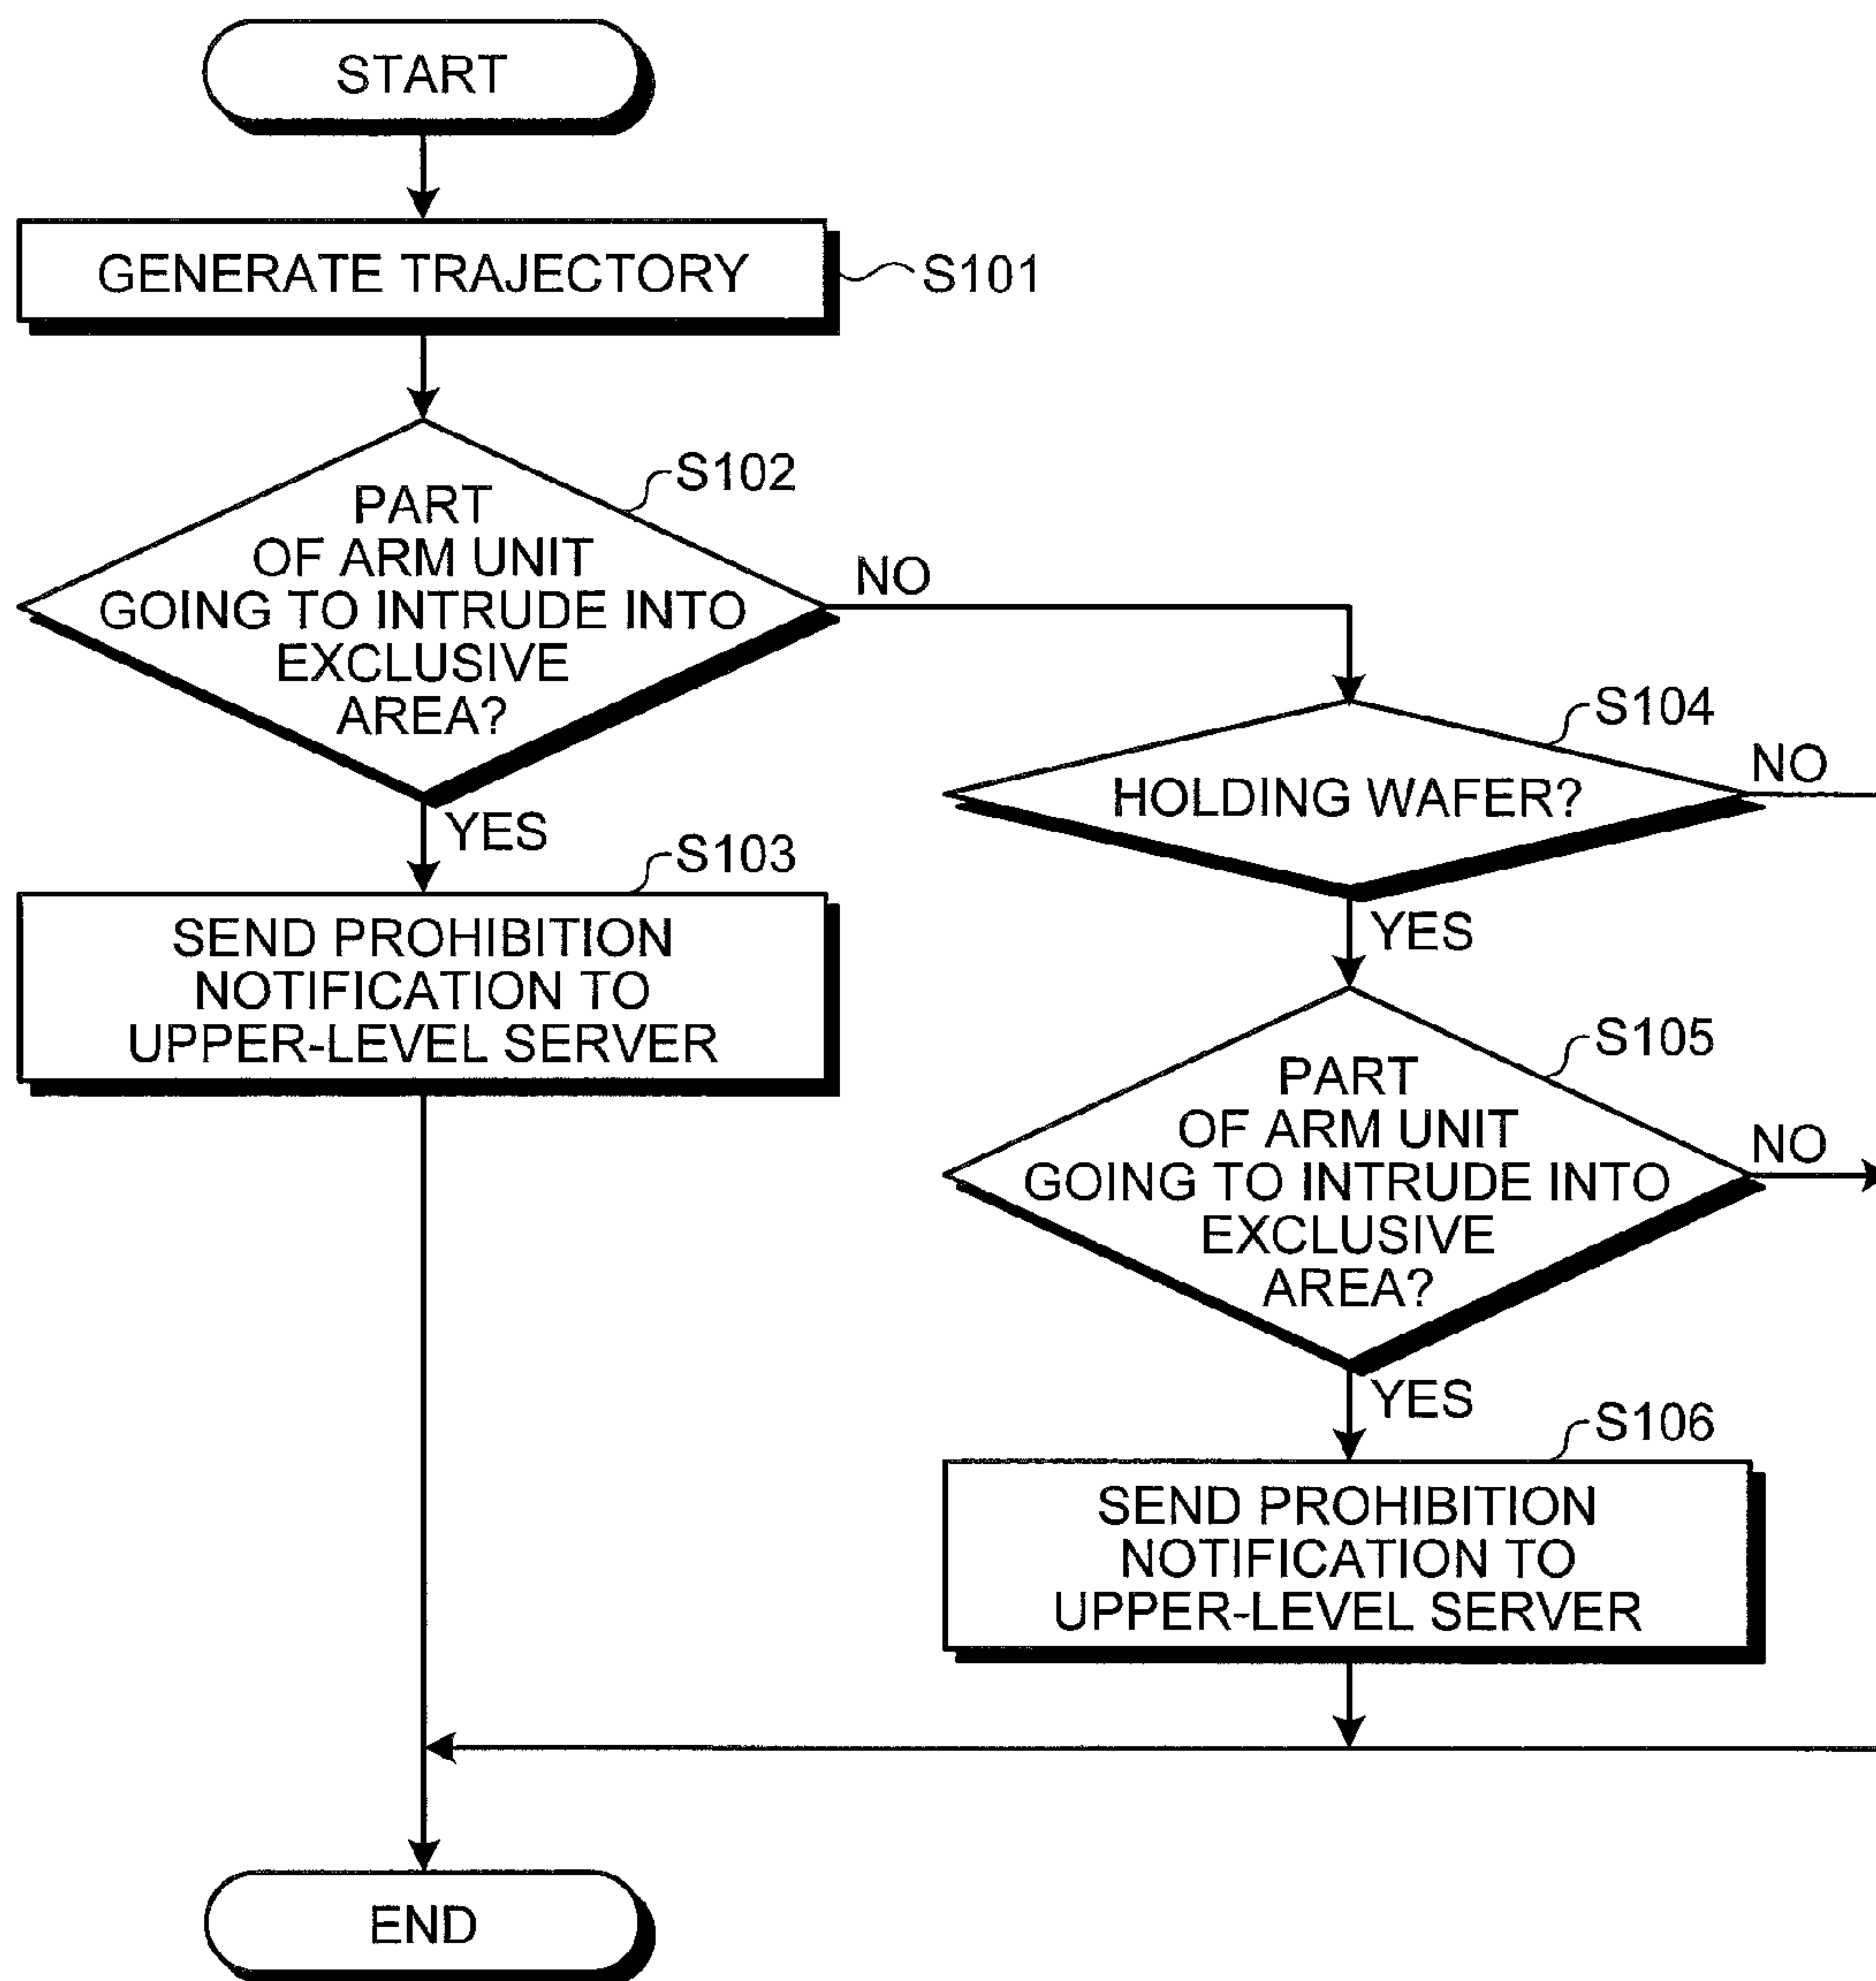 START
GENERATE TRAJECTORY
S101
S102
PART
OF ARM UNIT
GOING TO INTRUDE INTO
EXCLUSIVE
AREA?
NO
YES
S103
SEND PROHIBITION
NOTIFICATION TO
UPPER-LEVEL SERVER
S104
HOLDING WAFER?
NO
YES
S105
PART
OF ARM UNIT
GOING TO INTRUDE INTO
EXCLUSIVE
AREA?
NO
YES
S106
SEND PROHIBITION
NOTIFICATION TO
UPPER-LEVEL SERVER
END